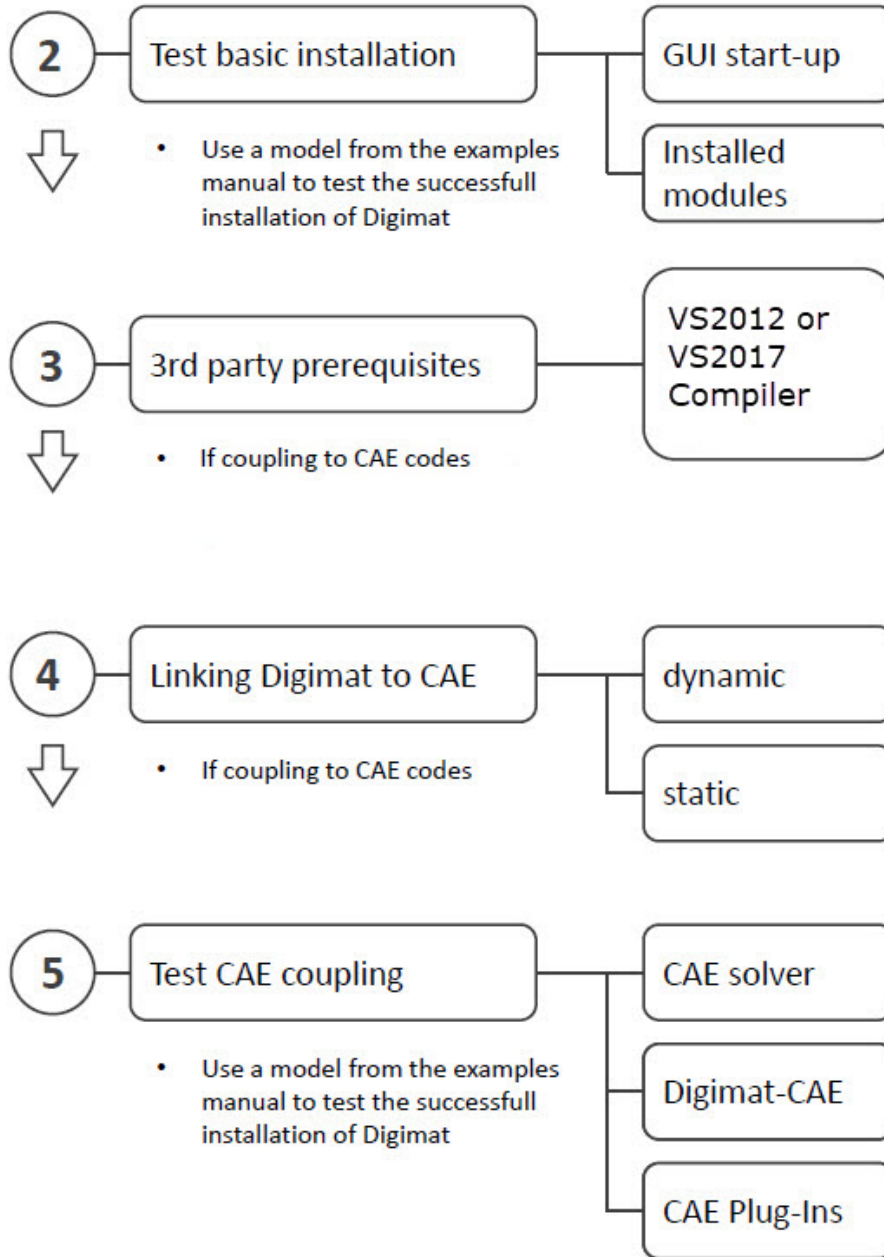 2
Test basic installation
GUI start-up
Installed
modules
• Use a model from the examples
manual to test the successfull
installation of Digimat
3
3rd party prerequisites
VS2012 or
VS2017
Compiler
• If coupling to CAE codes
4
Linking Digimat to CAE
dynamic
static
• If coupling to CAE codes
5
Test CAE coupling
CAE solver
Digimat-CAE
CAE Plug-Ins
• Use a model from the examples
manual to test the successfull
installation of Digimat